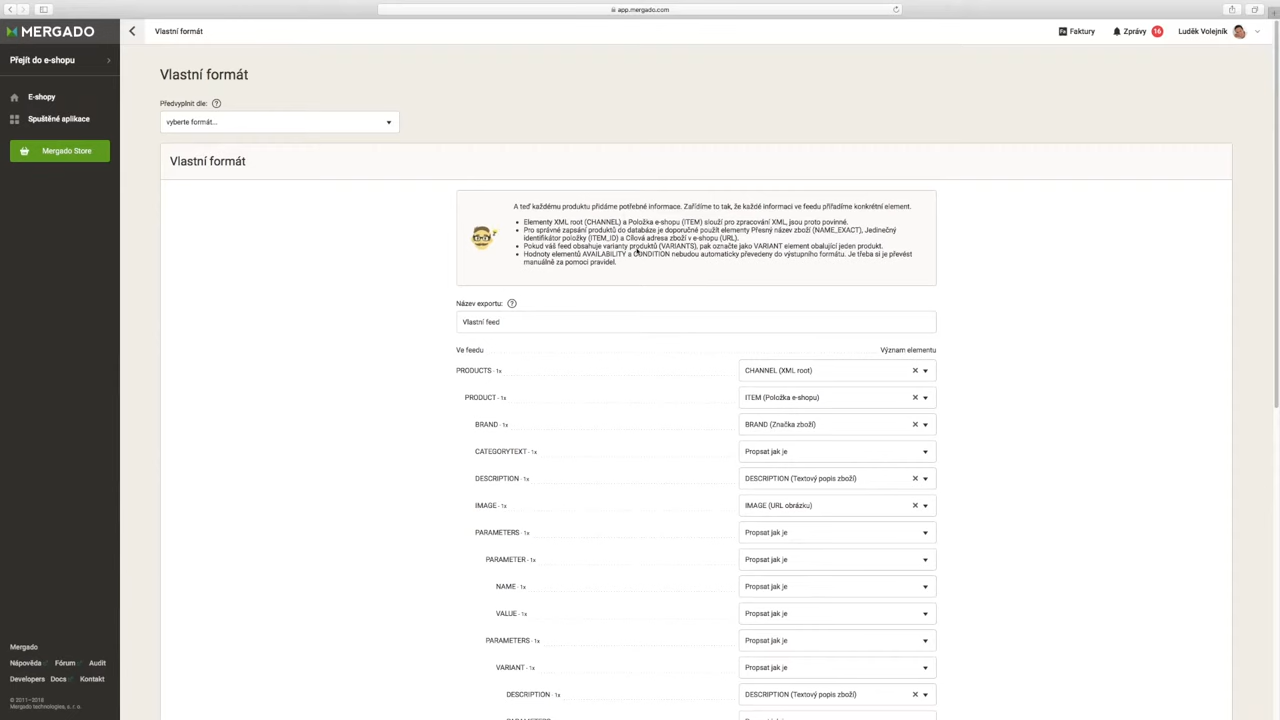 app.mergado.com
MERGADO
Vlastní formát
Faktury
Zprávy 16
Luděk Volejník
Přejít do e-shopu
E-shopy
Spuštěné aplikace
Mergado Store
Vlastní formát
Předvyplnit dle: ?
vyberte formát...
Vlastní formát
A teď každému produktu přidáme potřebné informace. Zařídíme to tak, že každé informaci ve feedu přiřadíme konkrétní element.
Elementy XML root (CHANNEL) a Položka e-shopu (ITEM) slouží pro zpracování XML, jsou proto povinné.
Pro správné zapsání produktů do databáze je doporučené použít elementy Přesný název zboží (NAME_EXACT), Jedinečný
identifikátor položky (ITEM_ID) a Cílová adresa zboží v e-shopu (URL).
Pokud váš feed obsahuje varianty produktů (VARIANTS), pak označte jako VARIANT element obalující jeden produkt.
Hodnoty elementů AVAILABILITY a CONDITION nebudou automaticky převedeny do výstupního formátu. Je třeba si je převést
manuálně za pomoci pravidel.
Název exportu: ?
Vlastní feed
Ve feedu
Význam elementu
PRODUCTS - 1x
CHANNEL (XML root)
PRODUCT - 1x
ITEM (Položka e-shopu)
BRAND - 1x
BRAND (Značka zboží)
CATEGORYTEXT - 1x
Propsat jak je
DESCRIPTION - 1x
DESCRIPTION (Textový popis zboží)
IMAGE - 1x
IMAGE (URL obrázku)
PARAMETERS - 1x
Propsat jak je
PARAMETER - 1x
Propsat jak je
NAME - 1x
Propsat jak je
VALUE - 1x
Propsat jak je
PARAMETERS - 1x
Propsat jak je
VARIANT - 1x
Propsat jak je
DESCRIPTION - 1x
DESCRIPTION (Textový popis zboží)
Mergado
Nápověda
Fórum
Audit
Developers
Docs
Kontakt
© 2011–2018
Mergado technologies, s. r. o.